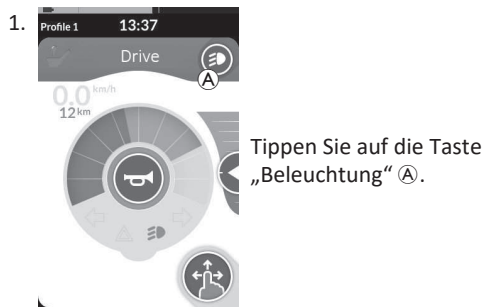 1.
Profile 1 13:37
Drive
Ⓐ
0.0 km/h
12 km
Tippen Sie auf die Taste
„Beleuchtung“ Ⓐ.